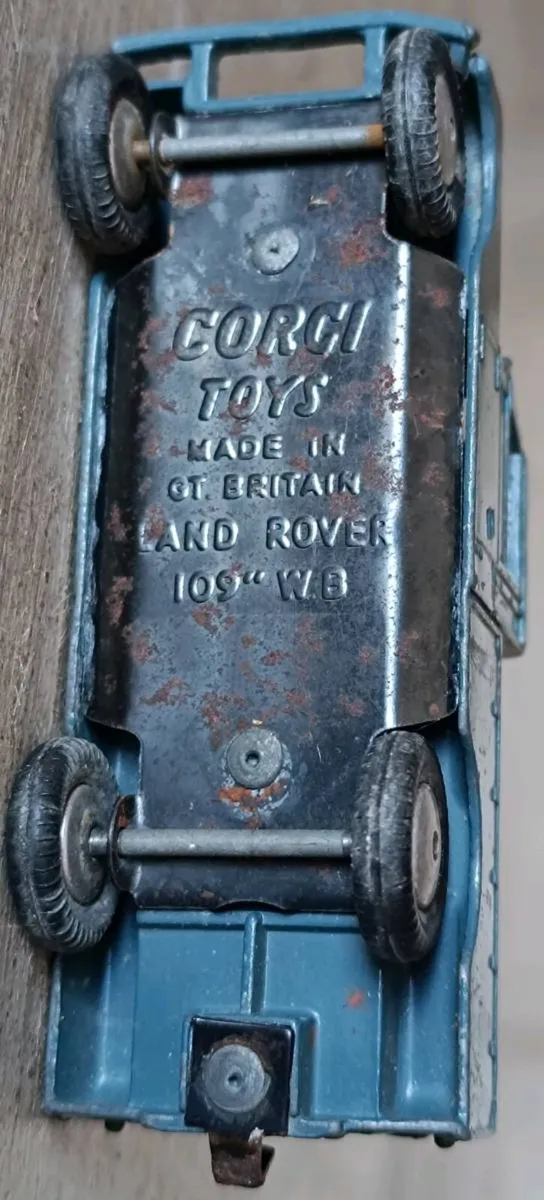 CORGI
TOYS
MADE IN
GT. BRITAIN
LAND ROVER
109" W.B